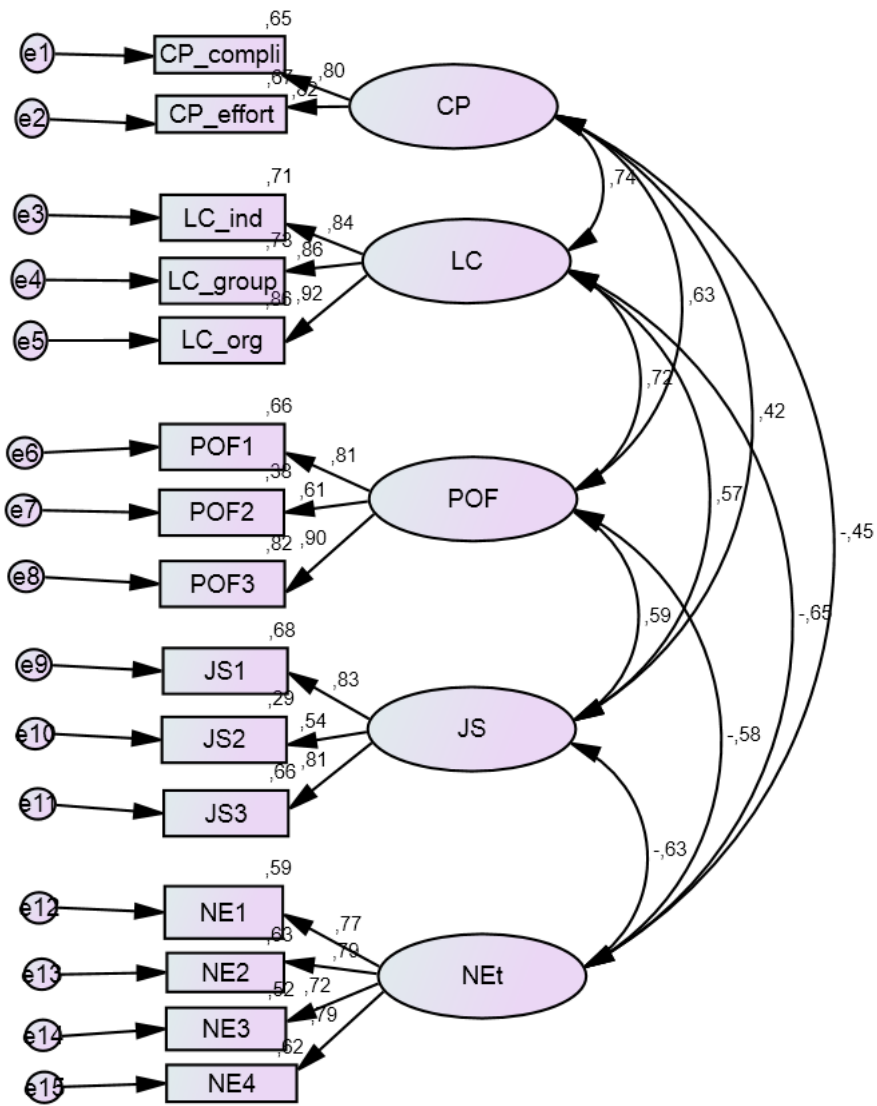 ,65
e1
CP_compli
,80
CP
,67
,82
e2
CP_effort
,74
,71
e3
LC_ind
,84
LC
,73
,86
e4
LC_group
,63
,86
,92
e5
LC_org
,72
,42
,66
e6
POF1
,81
POF
,38
,61
,57
e7
POF2
-,45
,82
,90
e8
POF3
,59
-,65
,68
e9
JS1
,83
JS
,29
,54
-,58
e10
JS2
,66
,81
e11
JS3
-,63
,59
e12
NE1
,77
,63
,79
NEt
e13
NE2
,52
,72
,79
e14
NE3
,62
e15
NE4